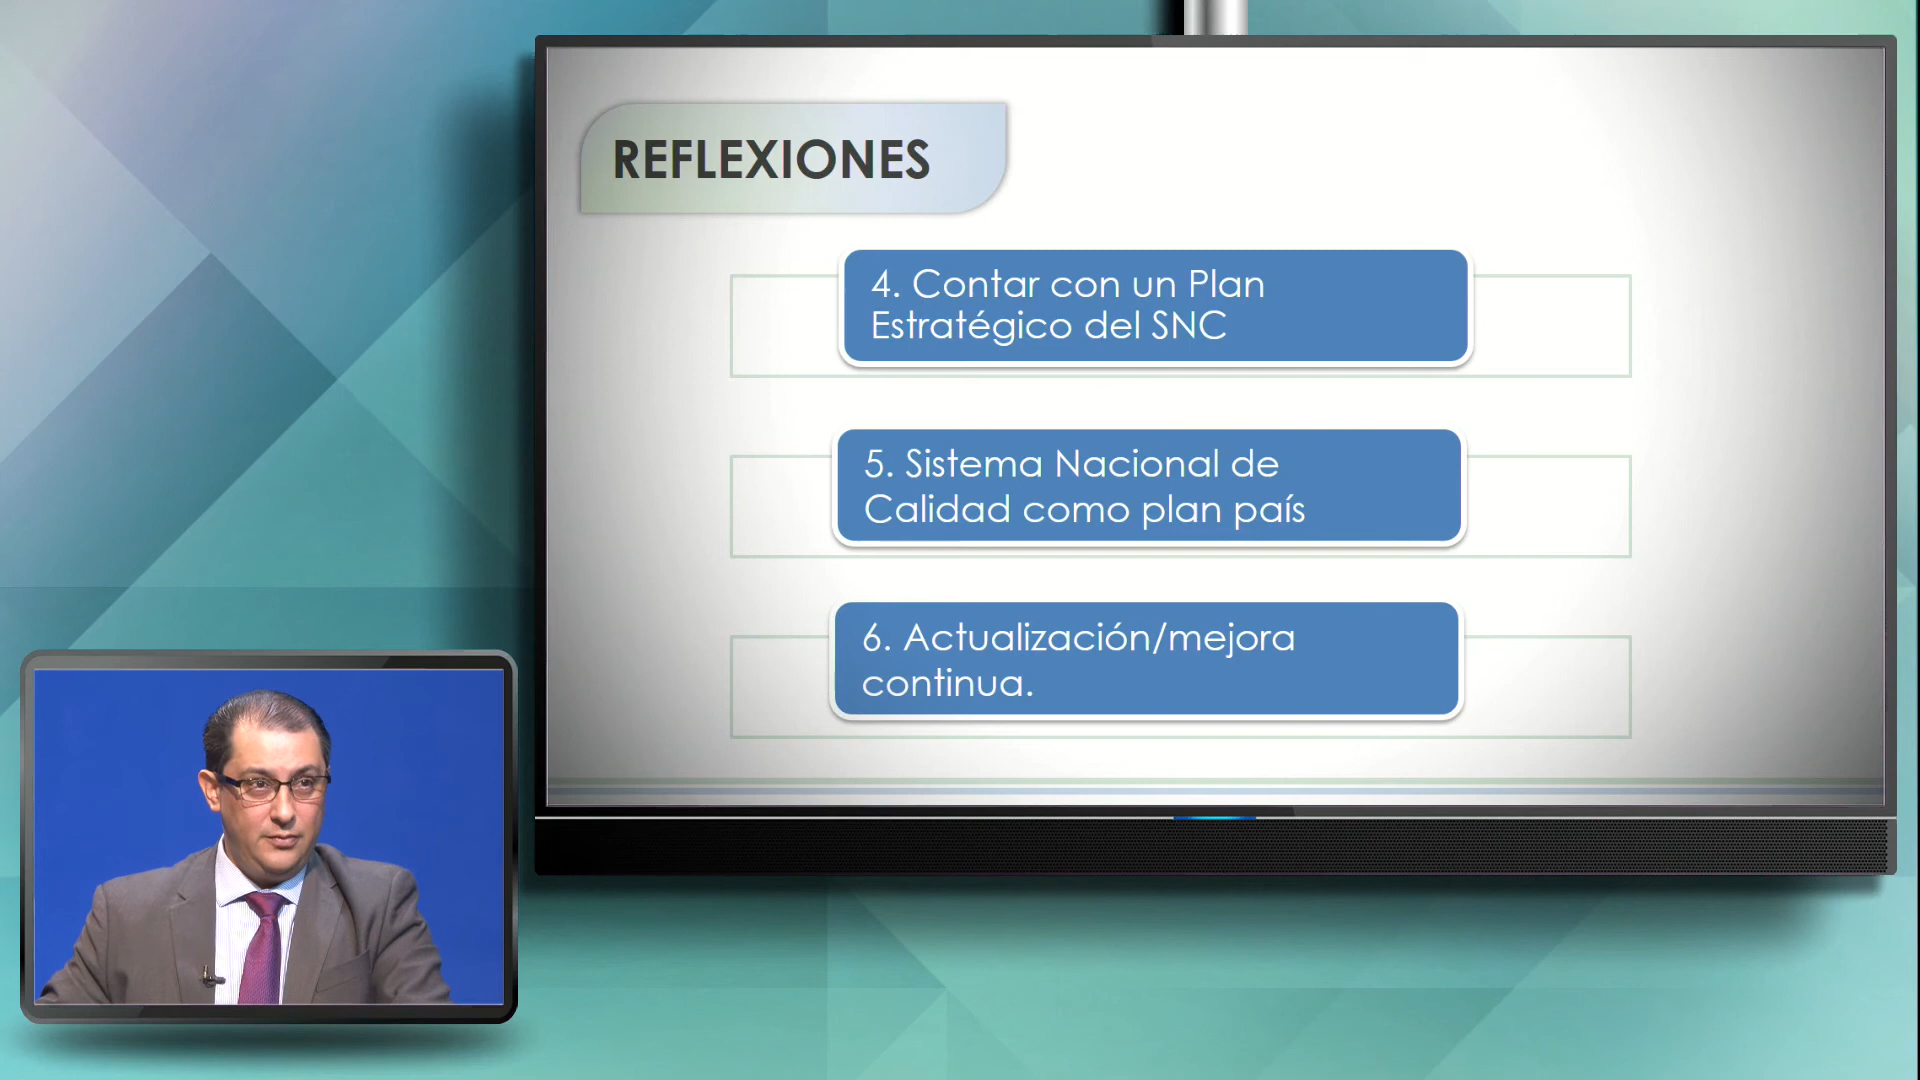 REFLEXIONES
4. Contar con un Plan
Estratégico del SNC
5. Sistema Nacional de
Calidad como plan país
6. Actualización/mejora
continua.